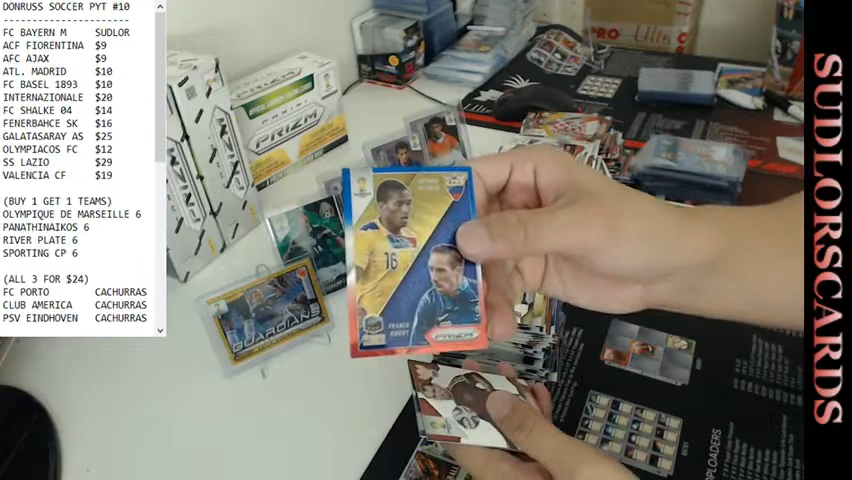 DONRUSS SOCCER PYT #10
--------------------
FC BAYERN M SUDLOR
ACF FIORENTINA $9
AFC AJAX $9
ATL. MADRID $10
FC BASEL 1893 $10
INTERNAZIONALE $20
FC SHALKE 04 $14
FENERBAHCE SK $16
GALATASARAY AS $25
OLYMPIACOS FC $12
SS LAZIO $29
VALENCIA CF $19
(BUY 1 GET 1 TEAMS)
OLYMPIQUE DE MARSEILLE 6
PANATHINAIKOS 6
RIVER PLATE 6
SPORTING CP 6
(ALL 3 FOR $24)
FC PORTO CACHURRAS
CLUB AMERICA CACHURRAS
PSV EINDHOVEN CACHURRAS
SUDLORSCARDS
PANINI
PRIZM
GUARDIANS
16
FRANCK
RIBERY
PRIZM
PRO